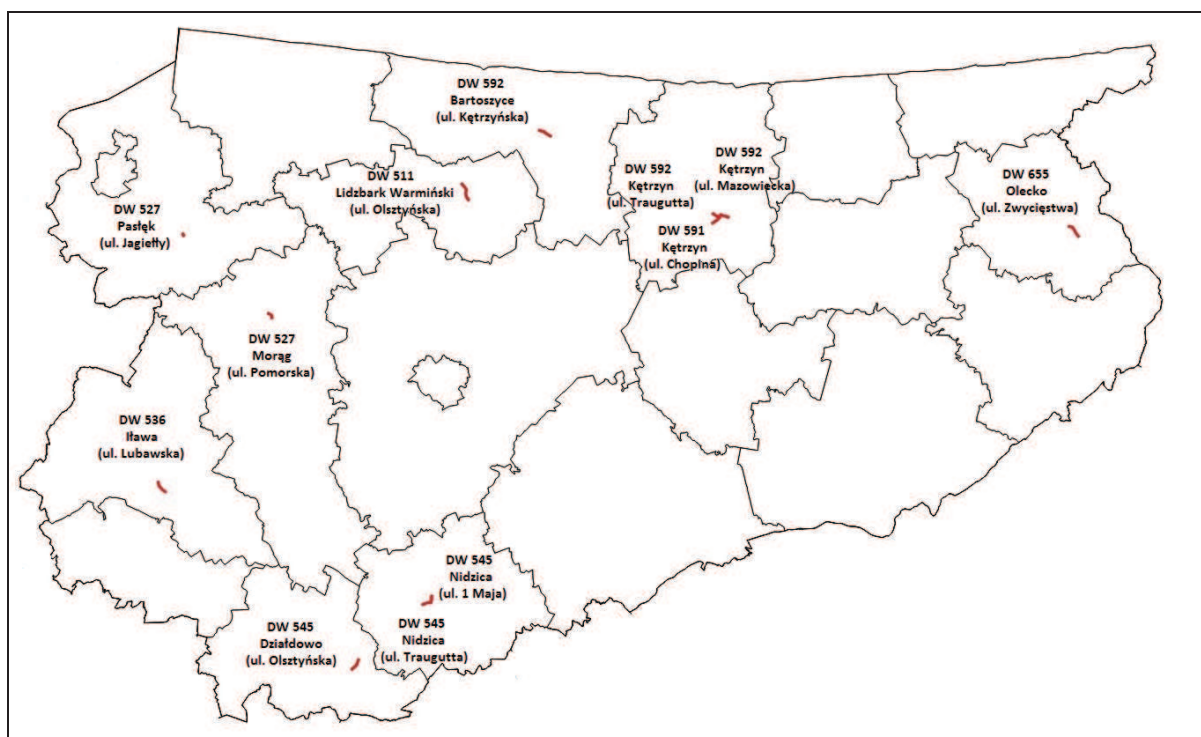 DW 592
Bartoszyce
(ul. Kętrzyńska)
DW 511
Lidzbark Warmiński
(ul. Olsztyńska)
DW 592
Kętrzyn
(ul. Traugutta)
DW 592
Kętrzyn
(ul. Mazowiecka)
DW 591
Kętrzyn
(ul. Chopina)
DW 655
Olecko
(ul. Zwycięstwa)
DW 527
Pasłęk
(ul. Jagiełły)
DW 527
Morąg
(ul. Pomorska)
DW 536
Iława
(ul. Lubawska)
DW 545
Nidzica
(ul. 1 Maja)
DW 545
Nidzica
(ul. Traugutta)
DW 545
Działdowo
(ul. Olsztyńska)